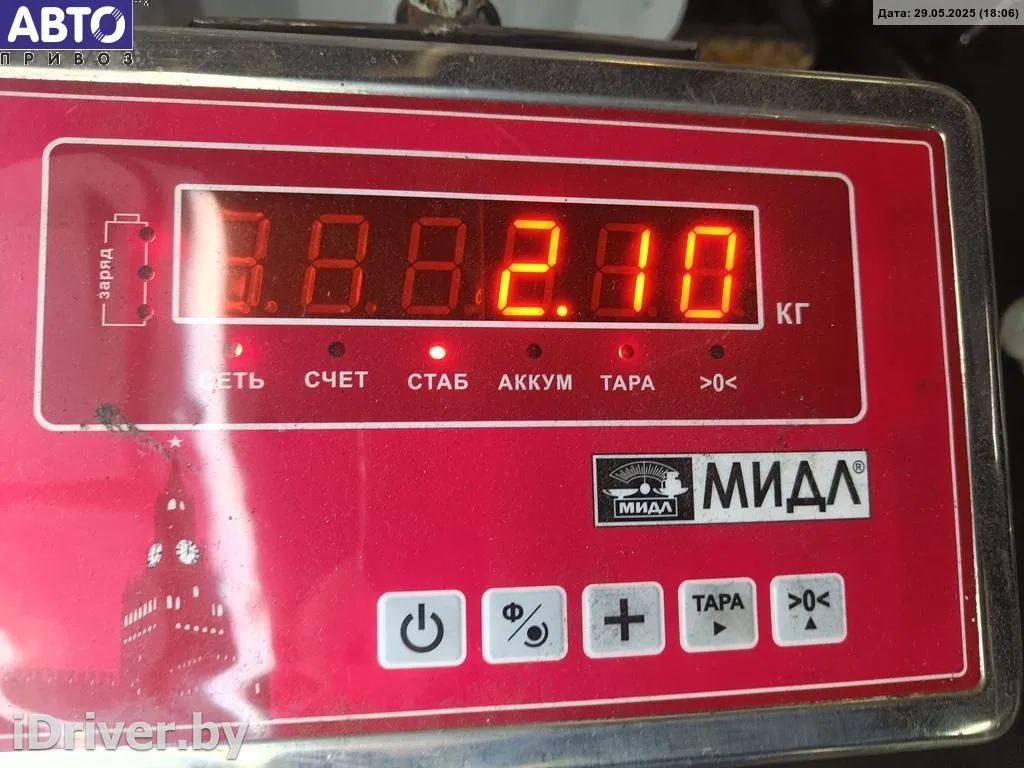 АВТО
ПРИВОЗ
Дата: 29.05.2025 (18:06)
заряд
2.10
КГ
СЕТЬ СЧЕТ СТАБ АККУМ ТАРА >0<
МИДЛ МИДЛ®
Ф ТАРА >0<
iDriver.by